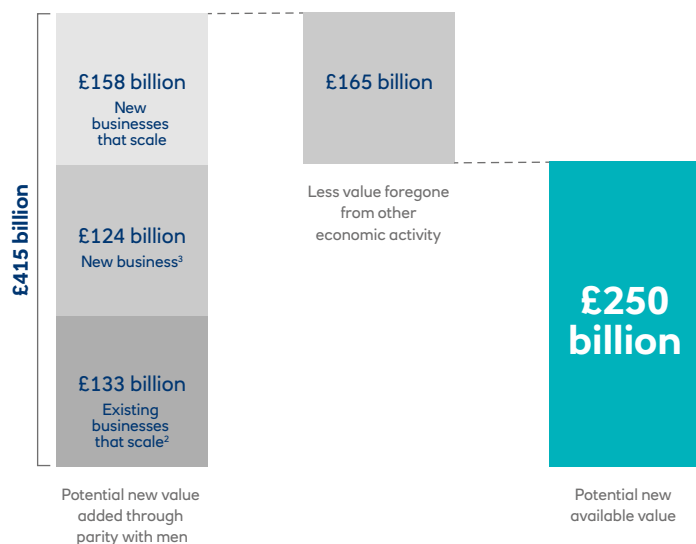 £415 billion
£158 billion
New
businesses
that scale
£124 billion
New business³
£133 billion
Existing
businesses
that scale²
Potential new value
added through
parity with men
£165 billion
Less value foregone
from other
economic activity
£250
billion
Potential new
available value